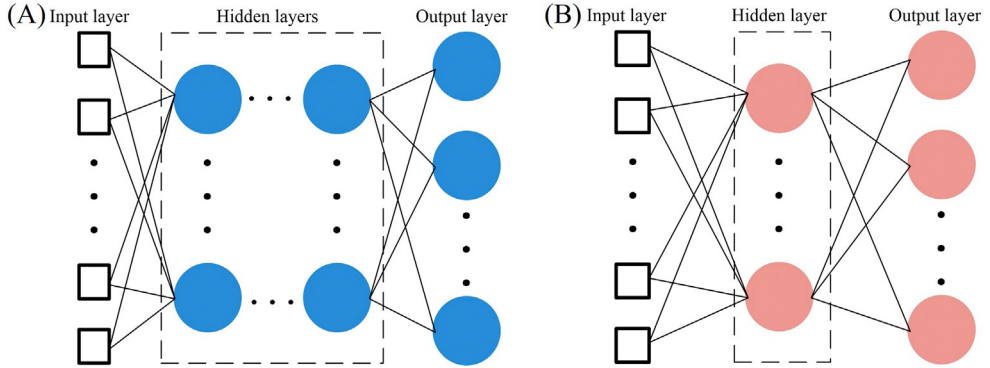 (A)
Input layer
Hidden layers
Output layer
(B)
Input layer
Hidden layer
Output layer